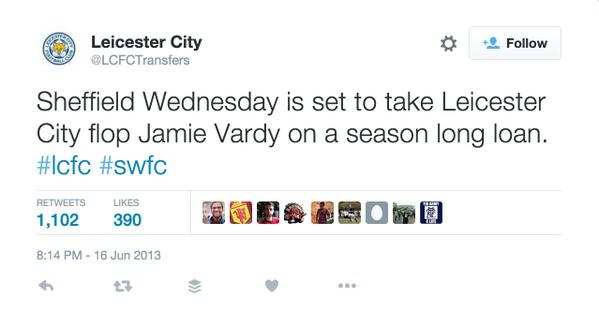 Leicester City
@LCFCTransfers
Follow
Sheffield Wednesday is set to take Leicester
City flop Jamie Vardy on a season long loan.
#lcfc #swfc
RETWEETS LIKES
1,102 390
8:14 PM - 16 Jun 2013